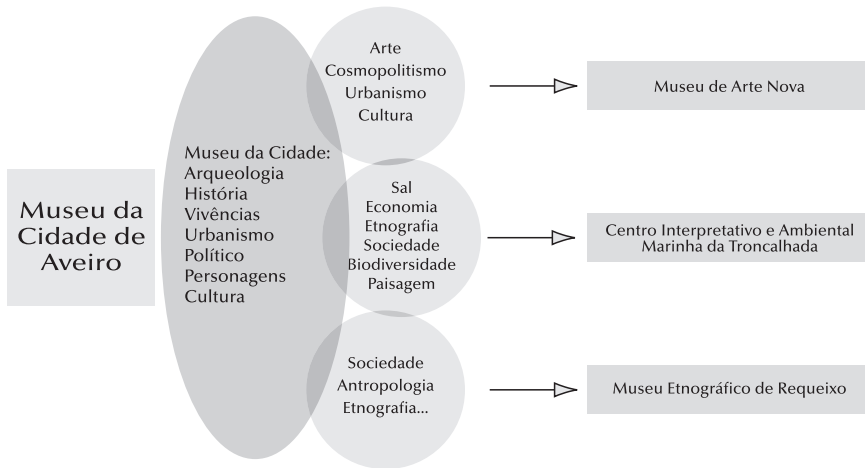 Museu da
Cidade de
Aveiro
Museu da Cidade:
Arqueologia
História
Vivências
Urbanismo
Político
Personagens
Cultura
Arte
Cosmopolitismo
Urbanismo
Cultura
Museu de Arte Nova
Sal
Economia
Etnografia
Sociedade
Biodiversidade
Paisagem
Centro Interpretativo e Ambiental
Marinha da Troncalhada
Sociedade
Antropologia
Etnografia...
Museu Etnográfico de Requeixo